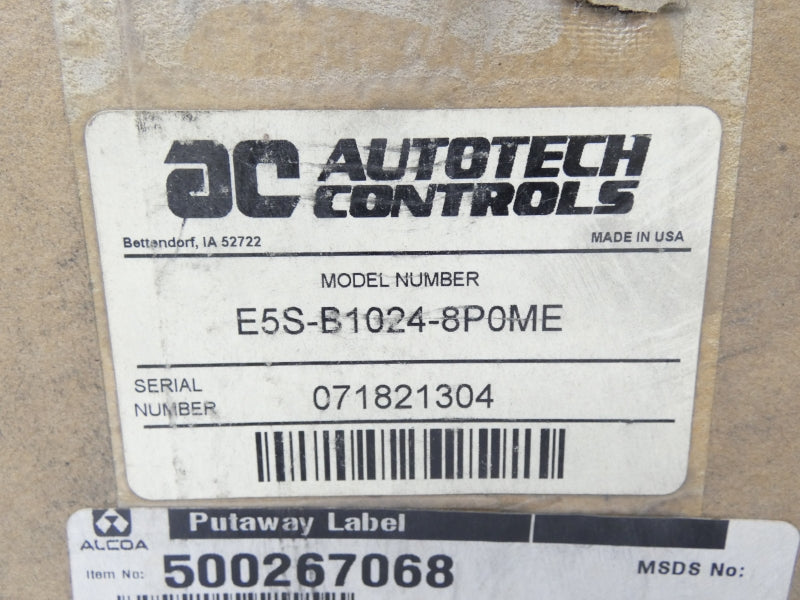 ac AUTOTECH
CONTROLS
Bettendorf, IA 52722 MADE IN USA
MODEL NUMBER
E5S-B1024-8P0ME
SERIAL
NUMBER 071821304
Putaway Label
ALCOA
Item No: 500267068 MSDS No: